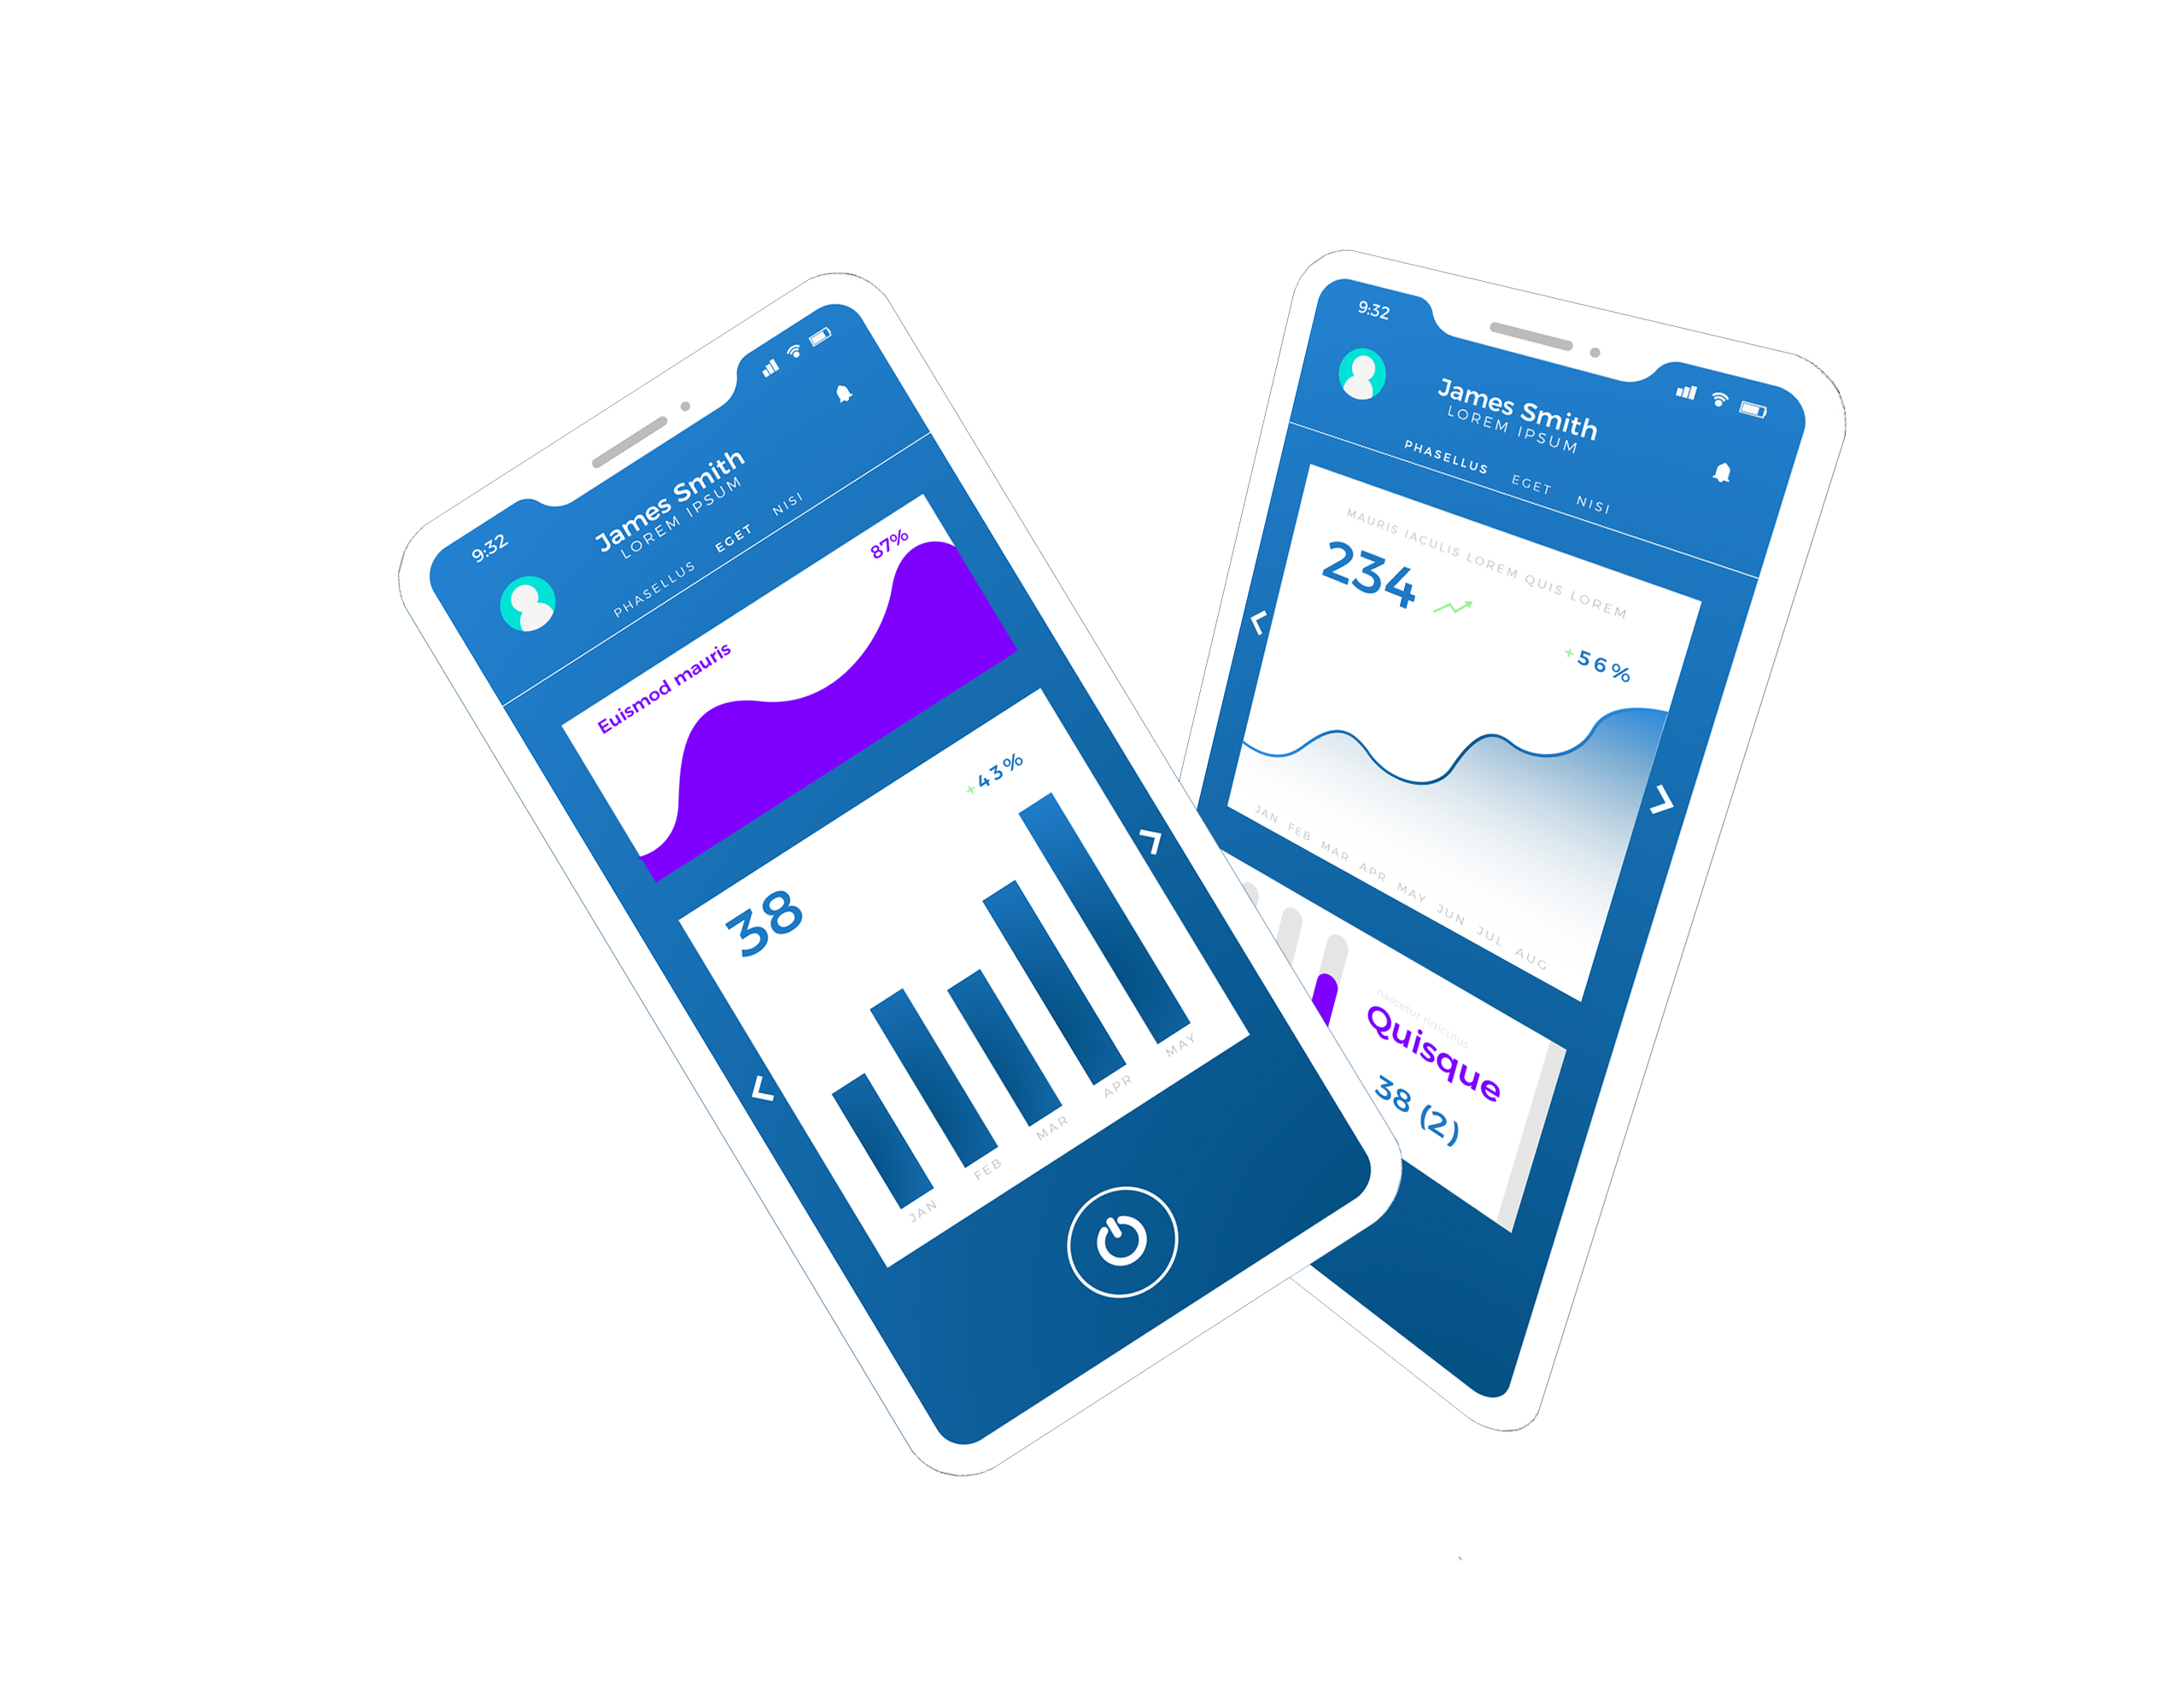 9:32
James Smith
LOREM IPSUM
PHASELLUS EGET NISI
Euismod mauris
87%
38
+43%
JAN FEB MAR APR MAY
9:32
James Smith
LOREM IPSUM
PHASELLUS EGET NISI
MAURIS IACULIS LOREM QUIS LOREM
234
+56%
JAN FEB MAR APR MAY JUN JUL AUG
nascetur ridiculus
Quisque
38 (2)